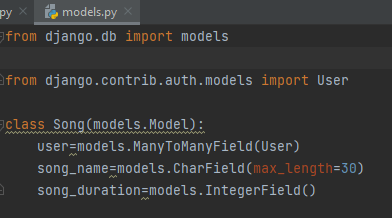 py
models.py
from django.db import models
from django.contrib.auth.models import User
class Song(models.Model):
    user=models.ManyToManyField(User)
    song_name=models.CharField(max_length=30)
    song_duration=models.IntegerField()